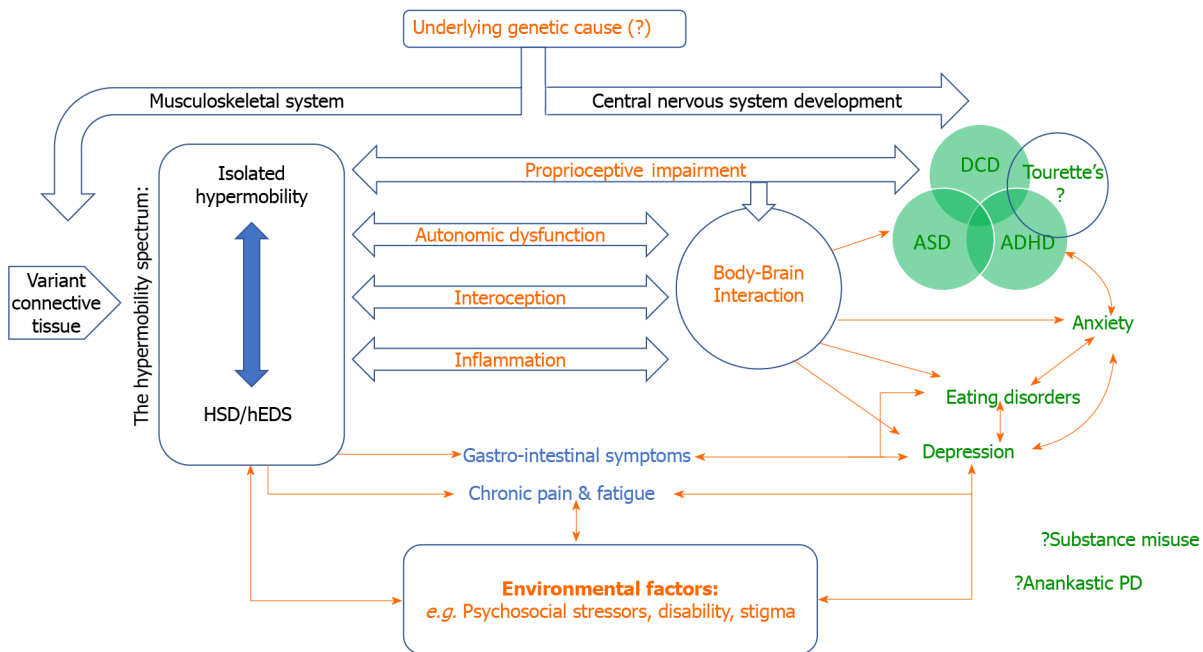 Underlying genetic cause (?)
Musculoskeletal system
Central nervous system development
The hypermobility spectrum:
Isolated
hypermobility
Proprioceptive impairment
DCD
Tourette's
?
Autonomic dysfunction
ASD
ADHD
Variant
connective
tissue
Body-Brain
Interaction
Interoception
Anxiety
Inflammation
HSD/hEDS
Eating disorders
Gastro-intestinal symptoms
Depression
Chronic pain & fatigue
?Substance misuse
Environmental factors:
e.g. Psychosocial stressors, disability, stigma
?Anankastic PD